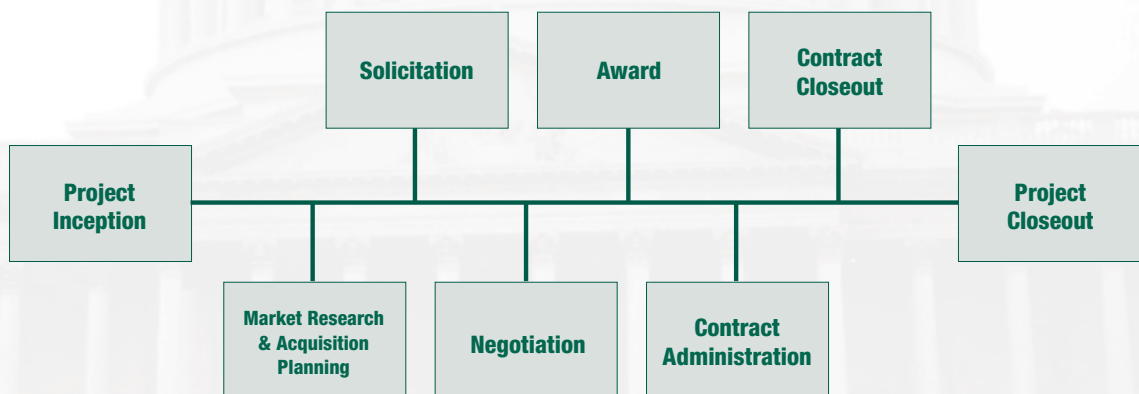 Solicitation
Award
Contract
Closeout
Project
Inception
Project
Closeout
Market Research
& Acquisition
Planning
Negotiation
Contract
Administration